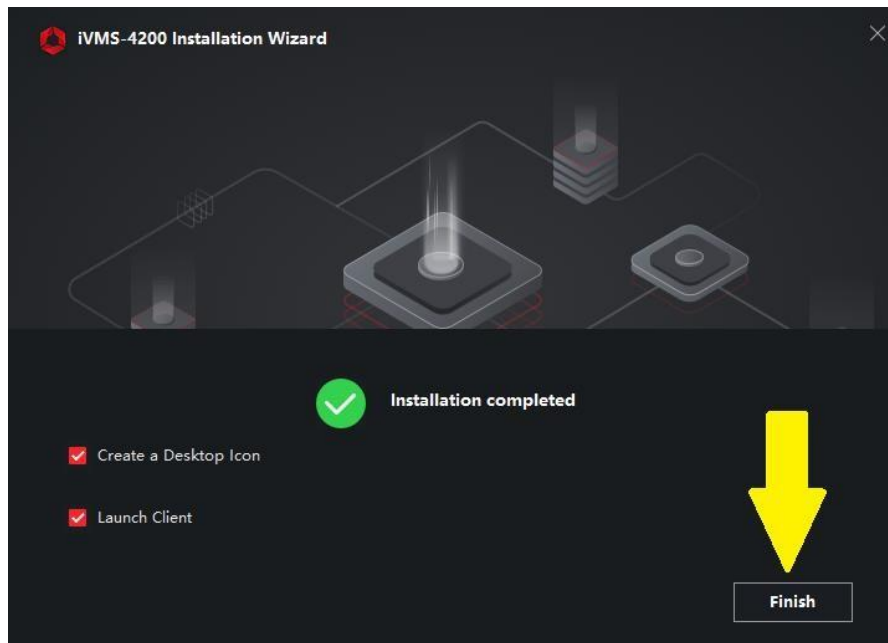 iVMS-4200 Installation Wizard
Installation completed
Create a Desktop Icon
Launch Client
Finish